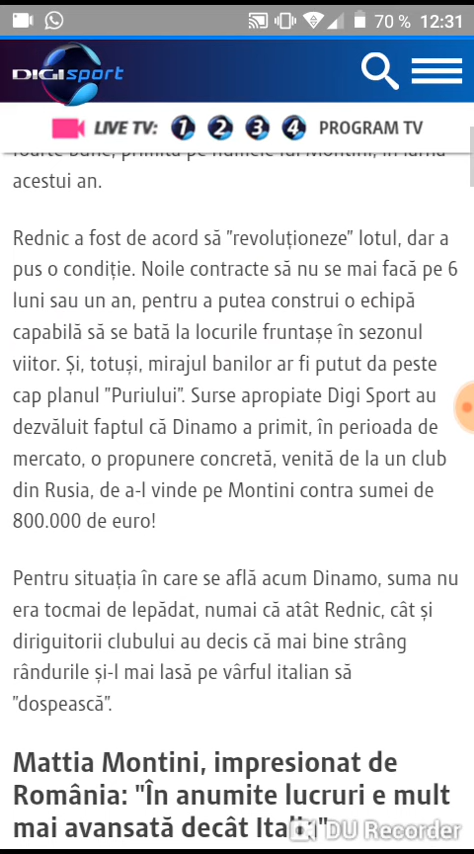 70 % 12:31
DIGI sport
LIVE TV: 1 2 3 4 PROGRAM TV
acestui an.
Rednic a fost de acord să ”revoluționeze” lotul, dar a
pus o condiție. Noile contracte să nu se mai facă pe 6
luni sau un an, pentru a putea construi o echipă
capabilă să se bată la locurile fruntașe în sezonul
viitor. Și, totuși, mirajul banilor ar fi putut da peste
cap planul ”Puriului”. Surse apropiate Digi Sport au
dezvăluit faptul că Dinamo a primit, în perioada de
mercato, o propunere concretă, venită de la un club
din Rusia, de a-l vinde pe Montini contra sumei de
800.000 de euro!
Pentru situația în care se află acum Dinamo, suma nu
era tocmai de lepădat, numai că atât Rednic, cât și
diriguitorii clubului au decis că mai bine strâng
rândurile și-l mai lasă pe vârful italian să
”dospească”.
Mattia Montini, impresionat de
România: "În anumite lucruri e mult
mai avansată decât Italia"
DU Recorder